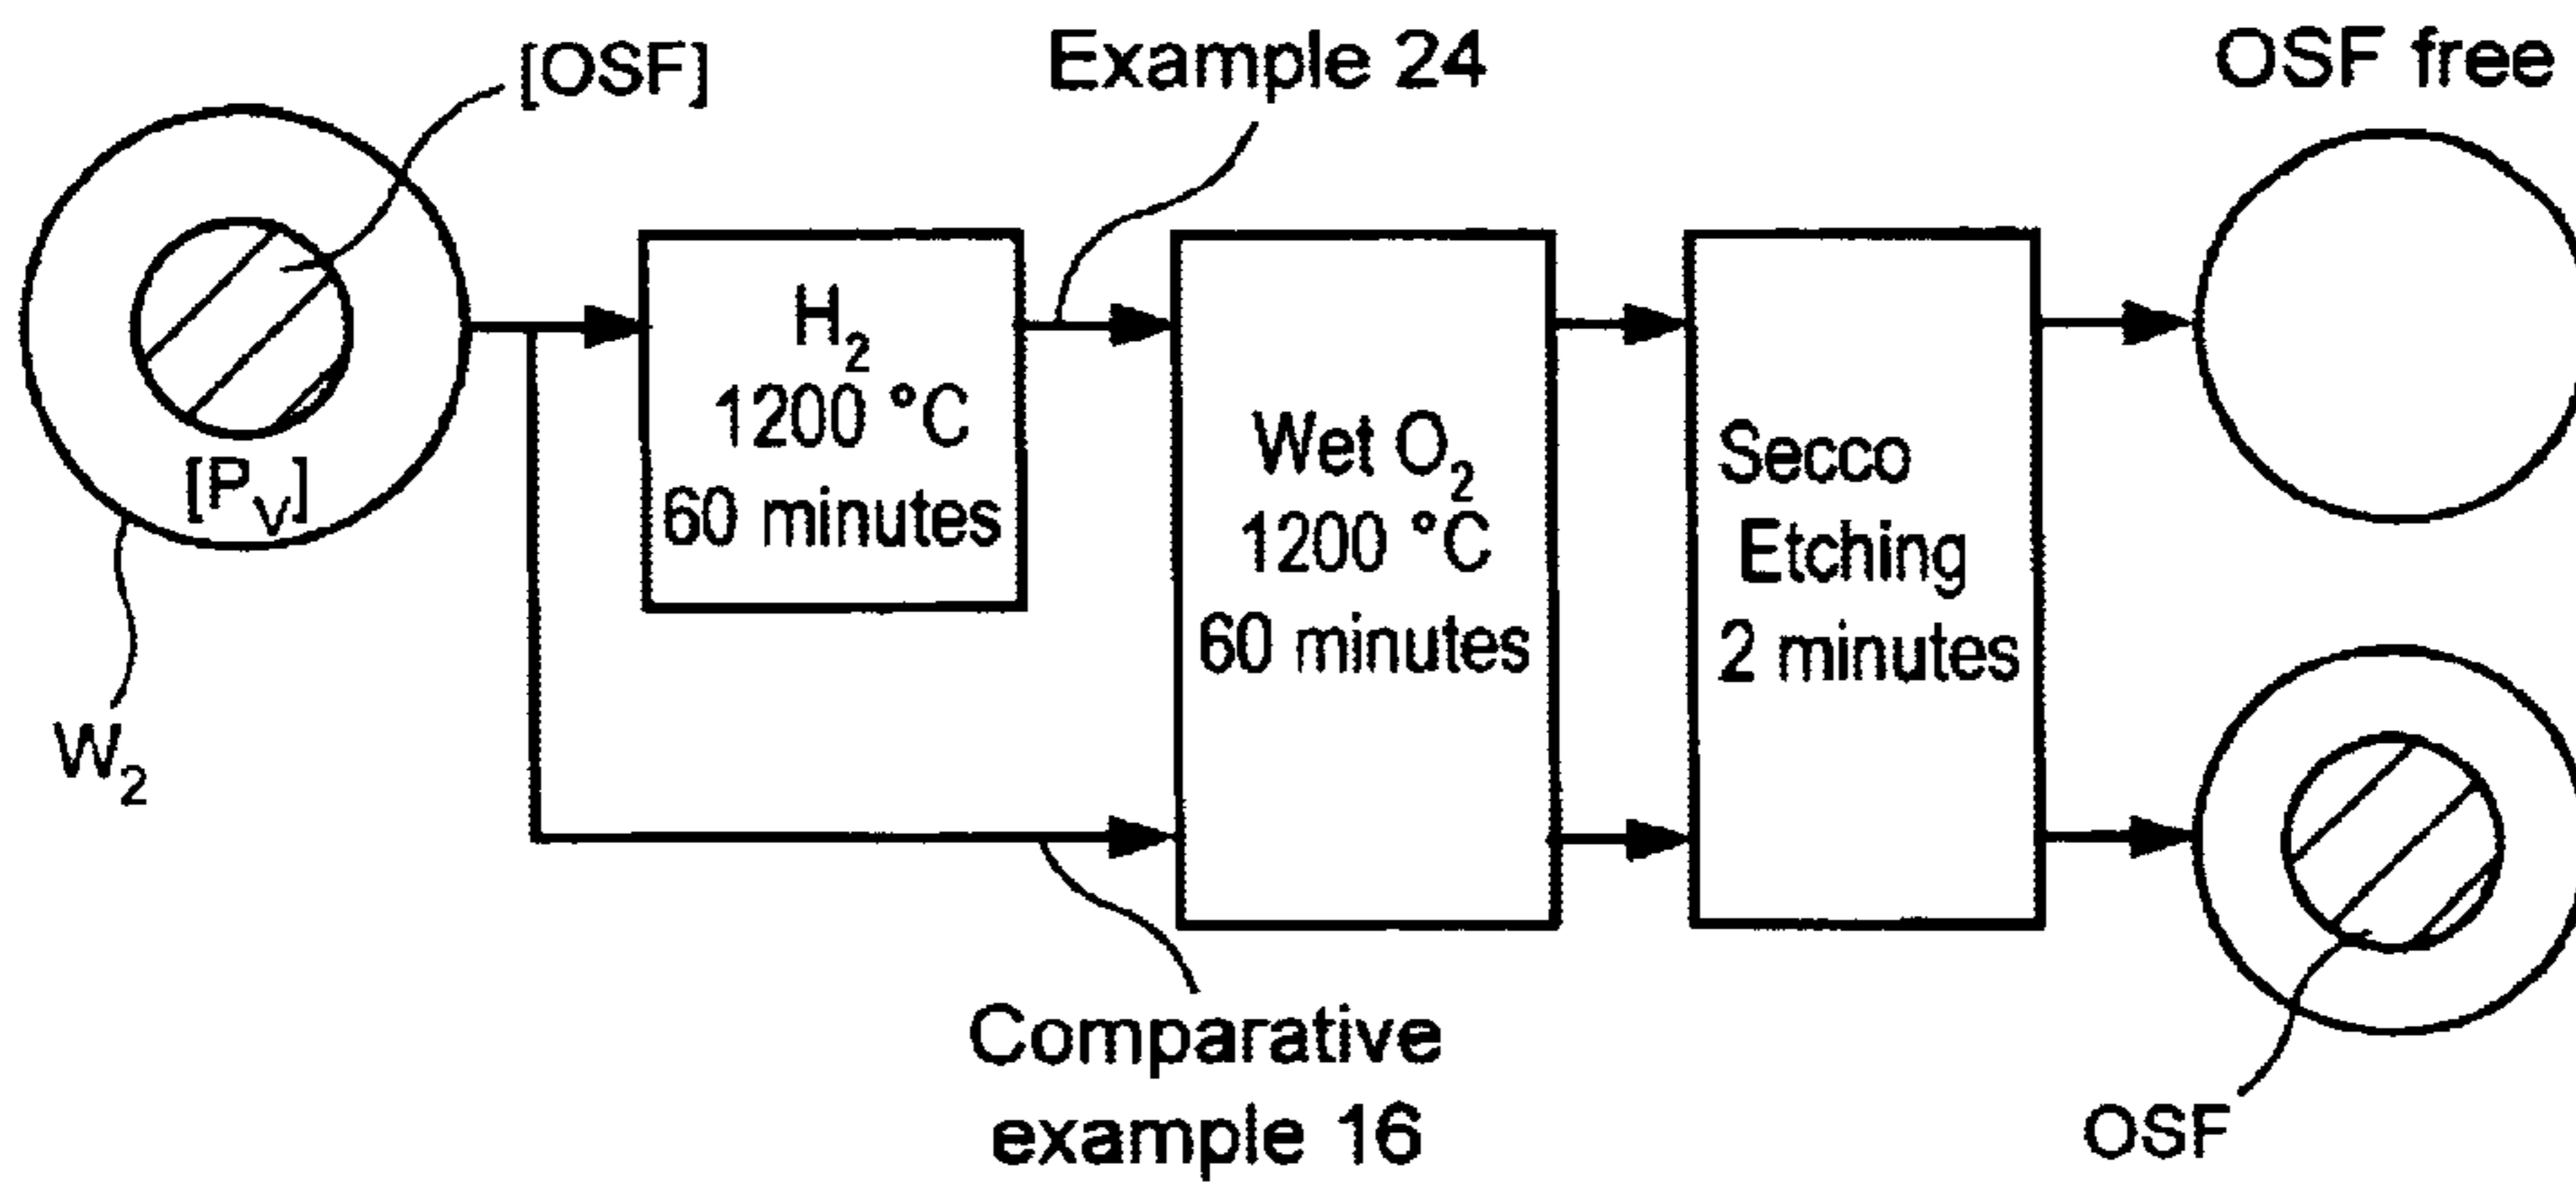 [OSF]
Example 24
OSF free
[P_V]
W₂
H₂
1200 °C
60 minutes
Wet O₂
1200 °C
60 minutes
Secco
Etching
2 minutes
Comparative
example 16
OSF